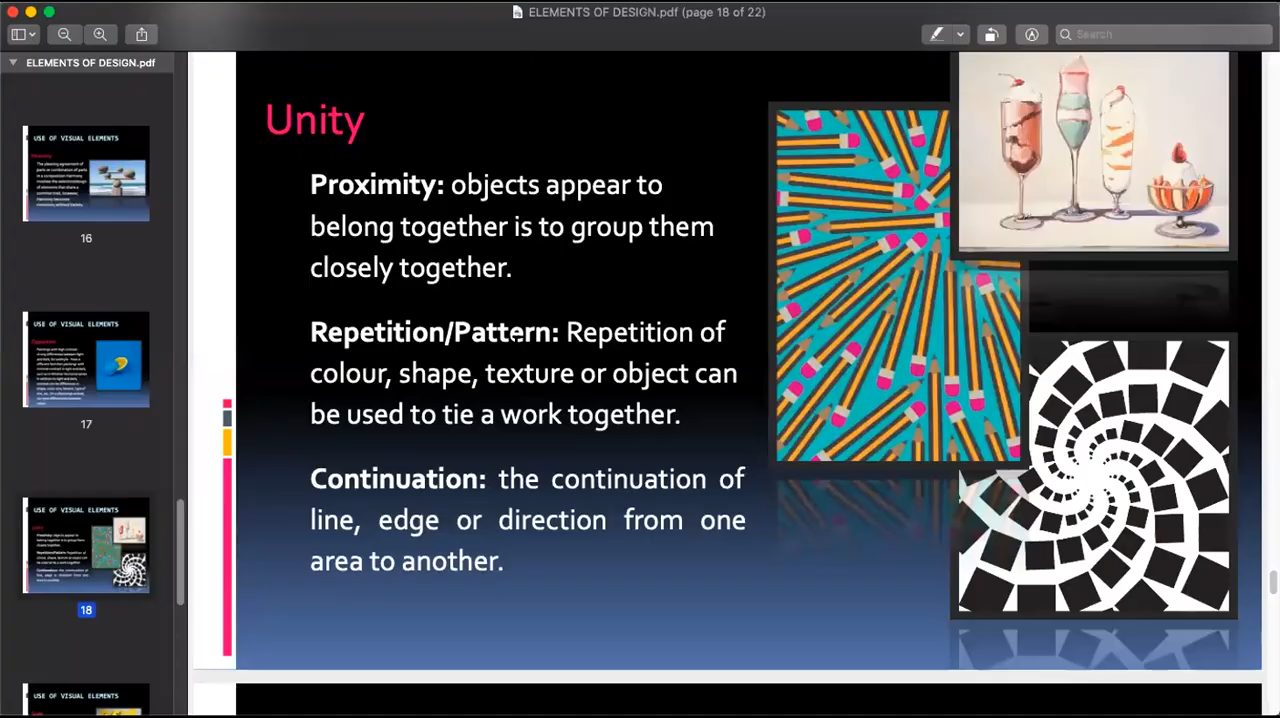 ELEMENTS OF DESIGN.pdf (page 18 of 22)
Search
ELEMENTS OF DESIGN.pdf
USE OF VISUAL ELEMENTS
16
USE OF VISUAL ELEMENTS
17
USE OF VISUAL ELEMENTS
18
USE OF VISUAL ELEMENTS
Unity
Proximity: objects appear to
belong together is to group them
closely together.
Repetition/Pattern: Repetition of
colour, shape, texture or object can
be used to tie a work together.
Continuation: the continuation of
line, edge or direction from one
area to another.